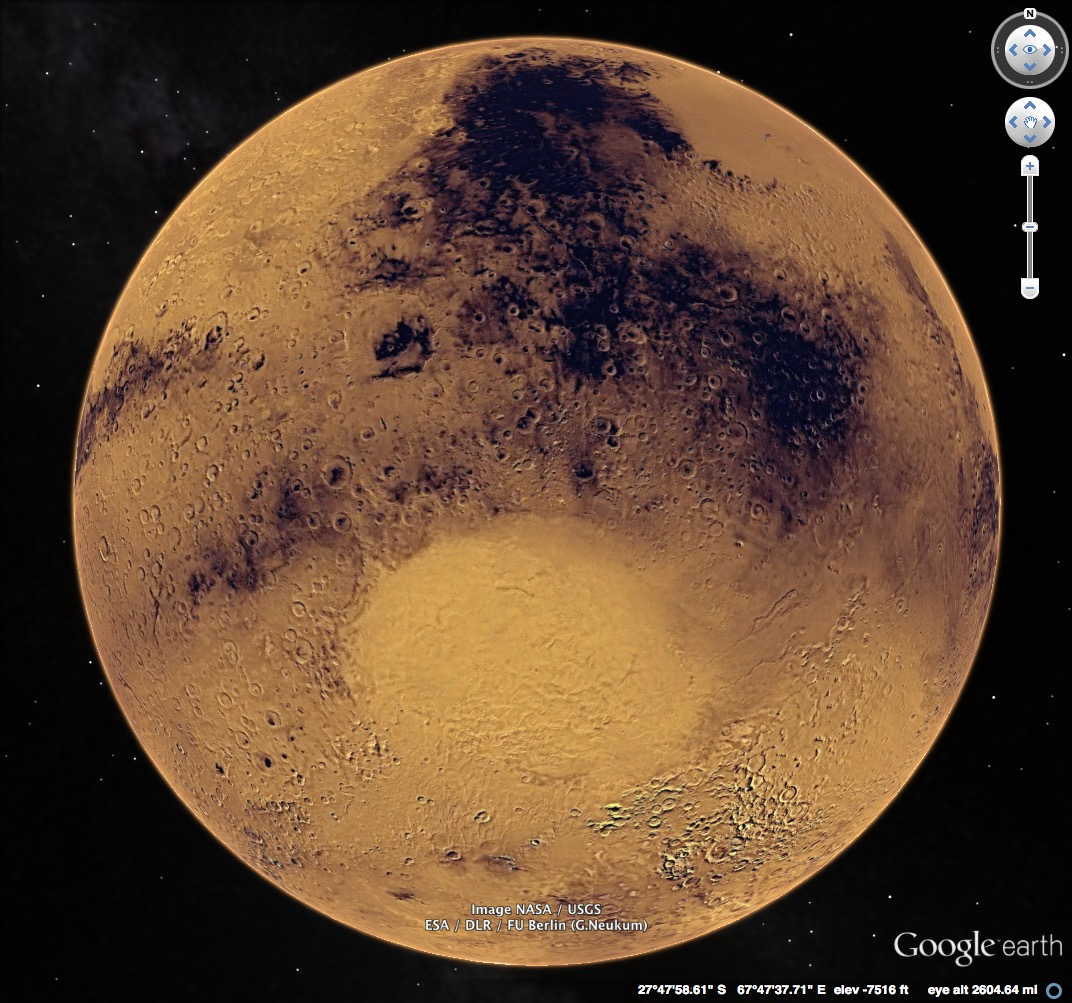 N
Image NASA / USGS
ESA / DLR / FU Berlin (G.Neukum)
Google earth
27°47'58.61" S 67°47'37.71" E elev -7516 ft eye alt 2604.64 mi